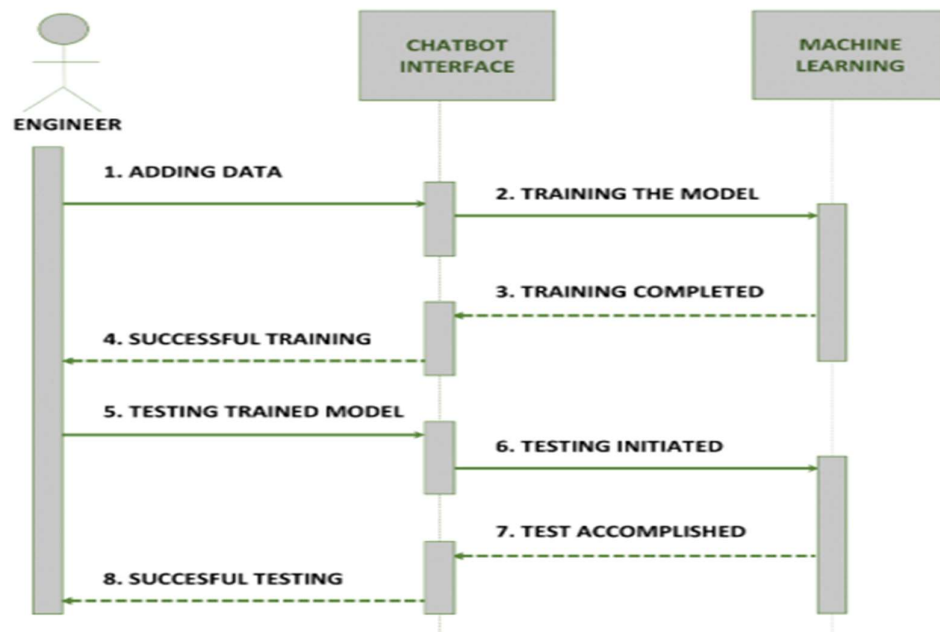 CHATBOT
INTERFACE
MACHINE
LEARNING
ENGINEER
1. ADDING DATA
2. TRAINING THE MODEL
3. TRAINING COMPLETED
4. SUCCESSFUL TRAINING
5. TESTING TRAINED MODEL
6. TESTING INITIATED
7. TEST ACCOMPLISHED
8. SUCCESFUL TESTING